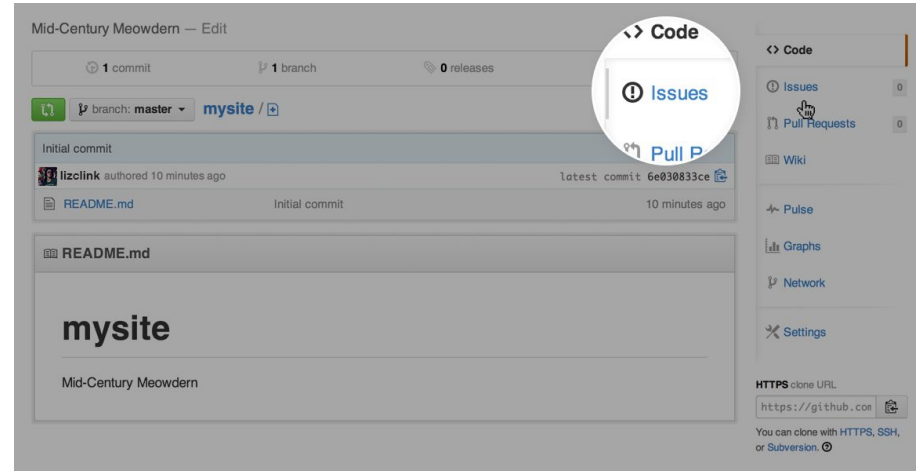 Mid-Century Meowdern — Edit
1 commit 1 branch 0 releases
branch: master mysite /
Initial commit
lizclink authored 10 minutes ago latest commit 6e030833ce
README.md Initial commit 10 minutes ago
README.md
mysite
Mid-Century Meowdern
Code
Issues
Pull
Code
Issues 0
Pull Requests 0
Wiki
Pulse
Graphs
Network
Settings
HTTPS clone URL
https://github.com
You can clone with HTTPS, SSH,
or Subversion.